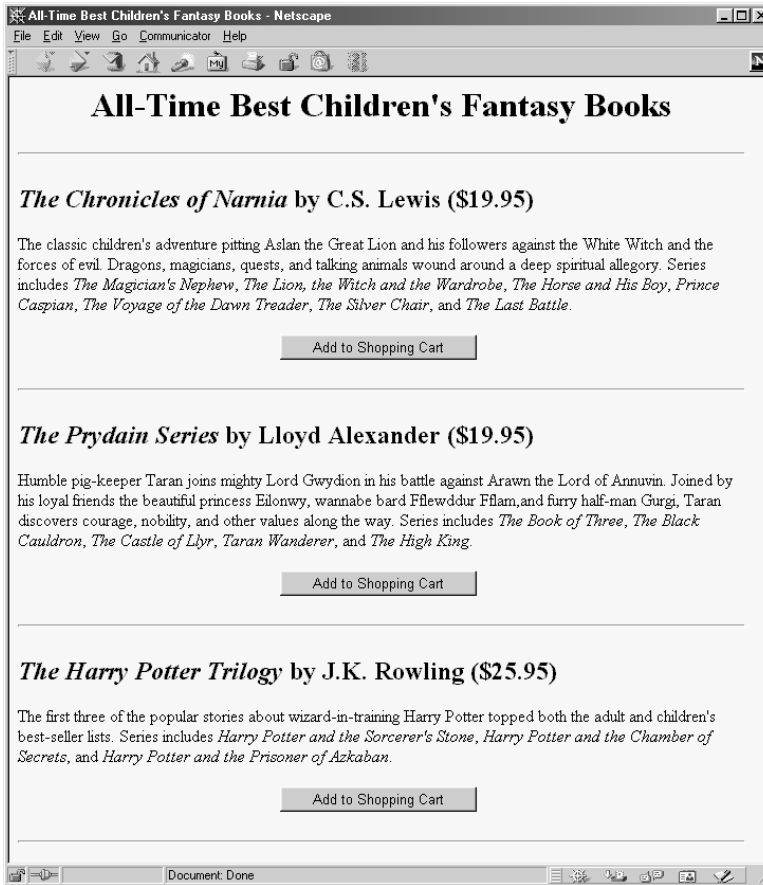 All-Time Best Children's Fantasy Books - Netscape
File Edit View Go Communicator Help
My
N
All-Time Best Children's Fantasy Books
The Chronicles of Narnia by C.S. Lewis ($19.95)
The classic children's adventure pitting Aslan the Great Lion and his followers against the White Witch and the
forces of evil. Dragons, magicians, quests, and talking animals wound around a deep spiritual allegory. Series
includes The Magician's Nephew, The Lion, the Witch and the Wardrobe, The Horse and His Boy, Prince
Caspian, The Voyage of the Dawn Treader, The Silver Chair, and The Last Battle.
Add to Shopping Cart
The Prydain Series by Lloyd Alexander ($19.95)
Humble pig-keeper Taran joins mighty Lord Gwydion in his battle against Arawn the Lord of Annuvin. Joined by
his loyal friends the beautiful princess Eilonwy, wannabe bard Fflewddur Fflam,and furry half-man Gurgi, Taran
discovers courage, nobility, and other values along the way. Series includes The Book of Three, The Black
Cauldron, The Castle of Llyr, Taran Wanderer, and The High King.
Add to Shopping Cart
The Harry Potter Trilogy by J.K. Rowling ($25.95)
The first three of the popular stories about wizard-in-training Harry Potter topped both the adult and children's
best-seller lists. Series includes Harry Potter and the Sorcerer's Stone, Harry Potter and the Chamber of
Secrets, and Harry Potter and the Prisoner of Azkaban.
Add to Shopping Cart
Document: Done